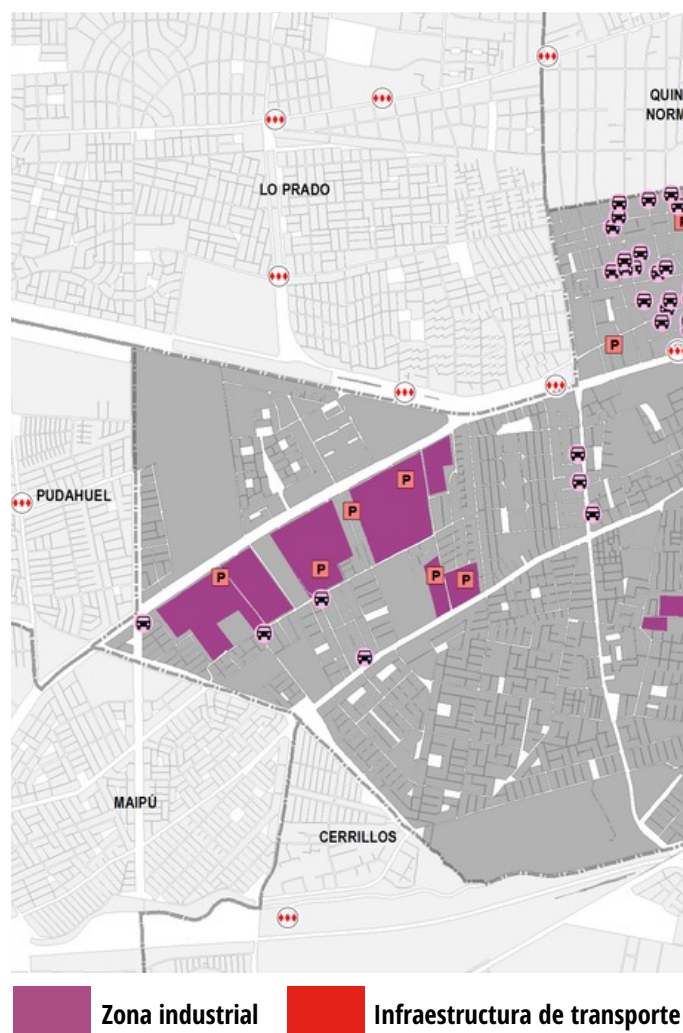 QUIN
NORM
LO PRADO
P
P
P
P
PUDAHUEL
P
P
P
P
MAIPÚ
CERRILLOS
Zona industrial
Infraestructura de transporte